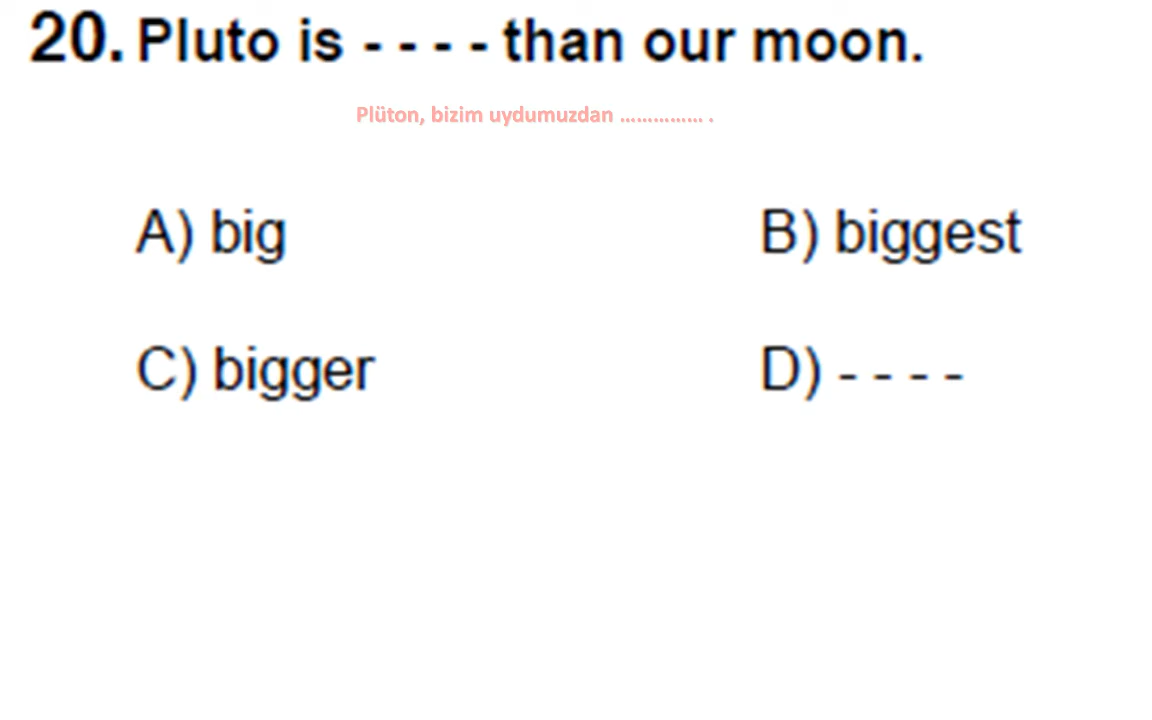 20. Pluto is - - - - than our moon.
Plüton, bizim uydumuzdan ............... .
A) big
B) biggest
C) bigger
D) - - - -